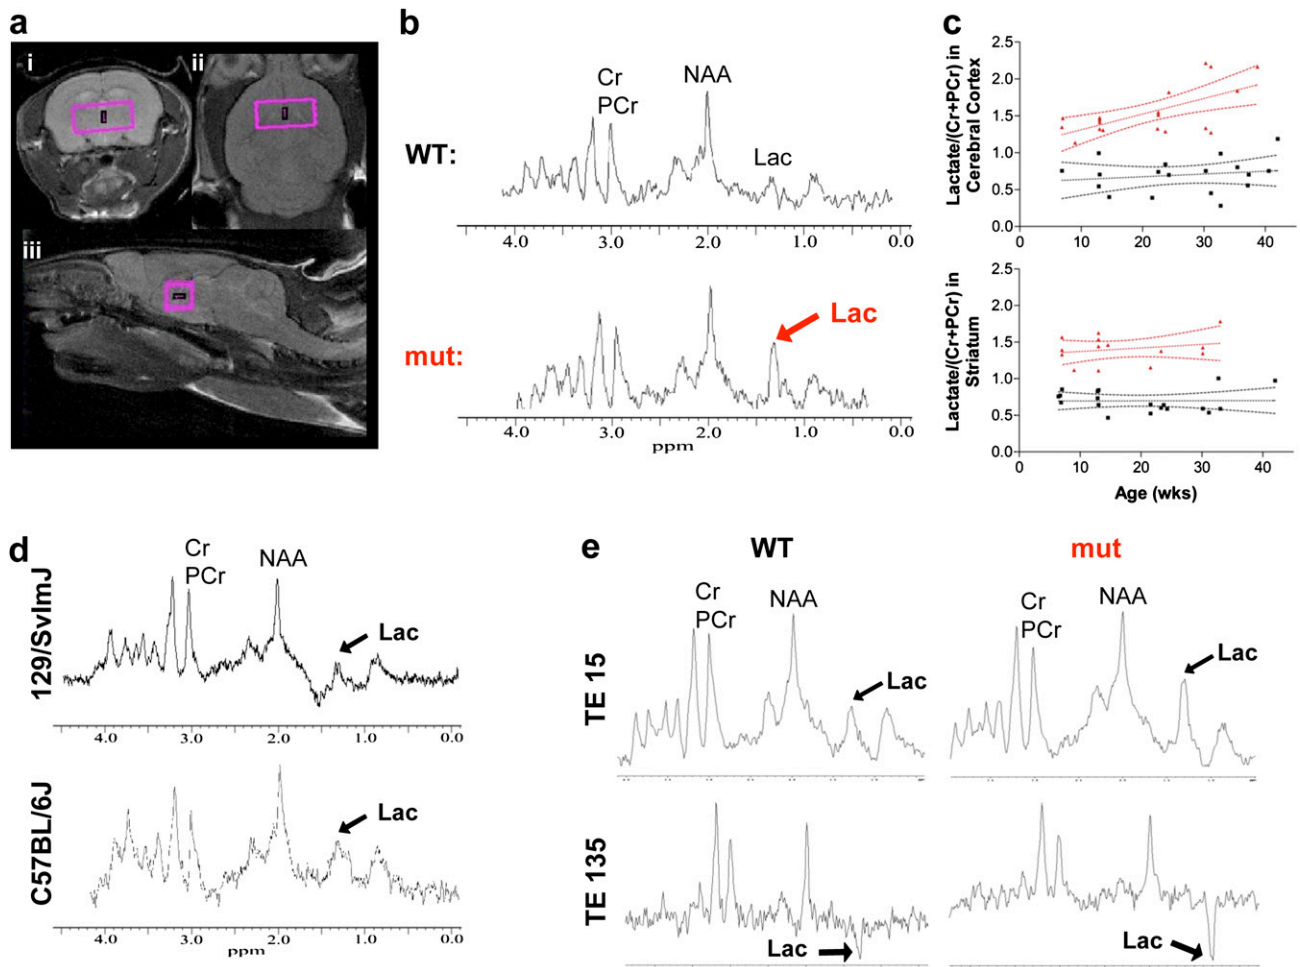 a
i
ii
iii
b
WT:
Cr
PCr
NAA
Lac
4.0 3.0 2.0 1.0 0.0
mut:
Lac
4.0 3.0 2.0 1.0 0.0
ppm
c
Lactate/(Cr+PCr) in
Cerebral Cortex
2.5
2.0
1.5
1.0
0.5
0.0
0 10 20 30 40
Lactate/(Cr+PCr) in
Striatum
2.5
2.0
1.5
1.0
0.5
0.0
0 10 20 30 40
Age (wks)
d
129/SvImJ
Cr
PCr
NAA
Lac
4.0 3.0 2.0 1.0 0.0
C57BL/6J
Lac
4.0 3.0 2.0 1.0 0.0
ppm
e
WT mut
TE 15
Cr
PCr
NAA
Lac
Cr
PCr
NAA
Lac
TE 135
Lac
Lac